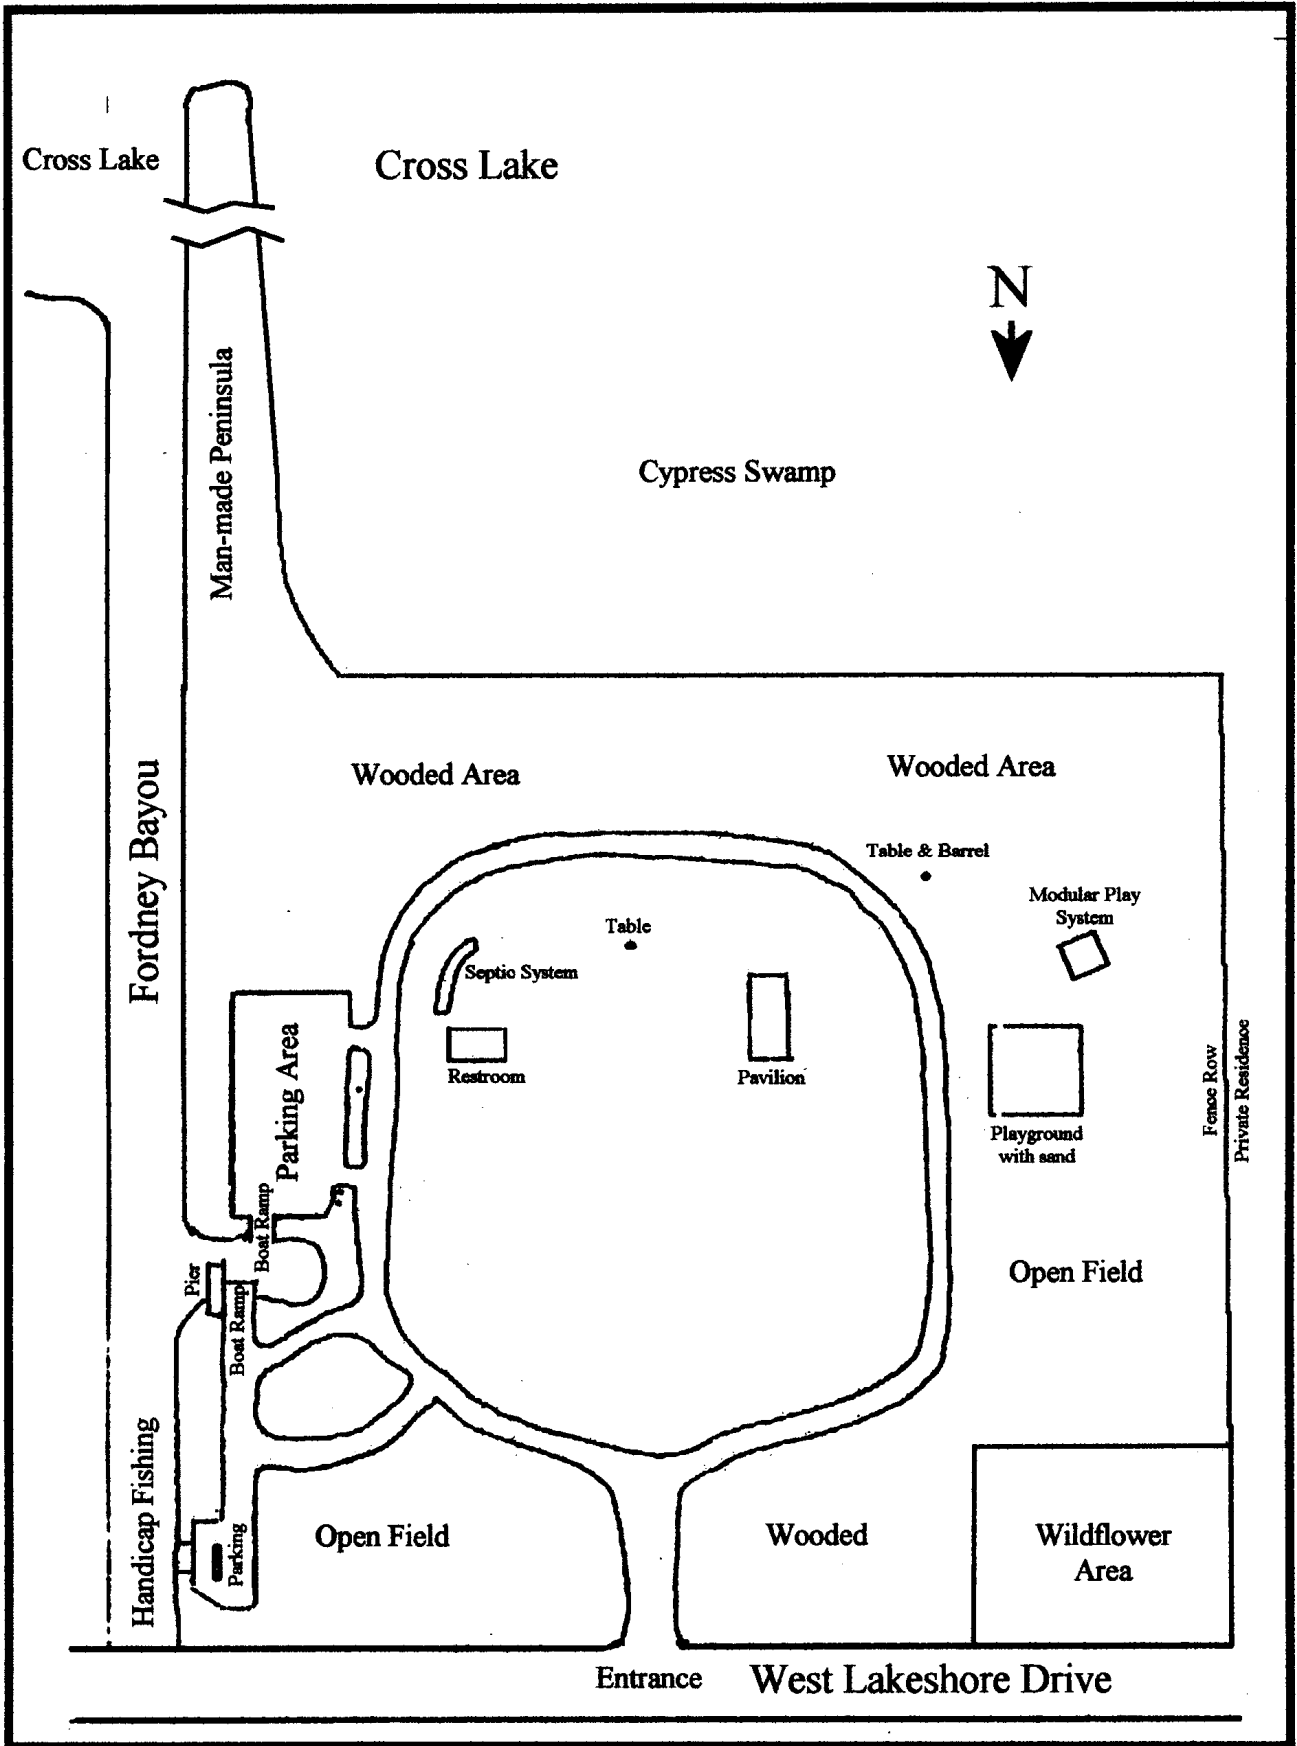 Cross Lake
Cross Lake
N
Man-made Peninsula
Cypress Swamp
Wooded Area
Wooded Area
Fordney Bayou
Table & Barrel
Modular Play
System
Table
Septic System
Parking Area
Restroom
Pavilion
Fence Row
Private Residence
Playground
with sand
Boat Ramp
Pier
Boat Ramp
Open Field
Handicap Fishing
Parking
Open Field
Wooded
Wildflower
Area
Entrance
West Lakeshore Drive